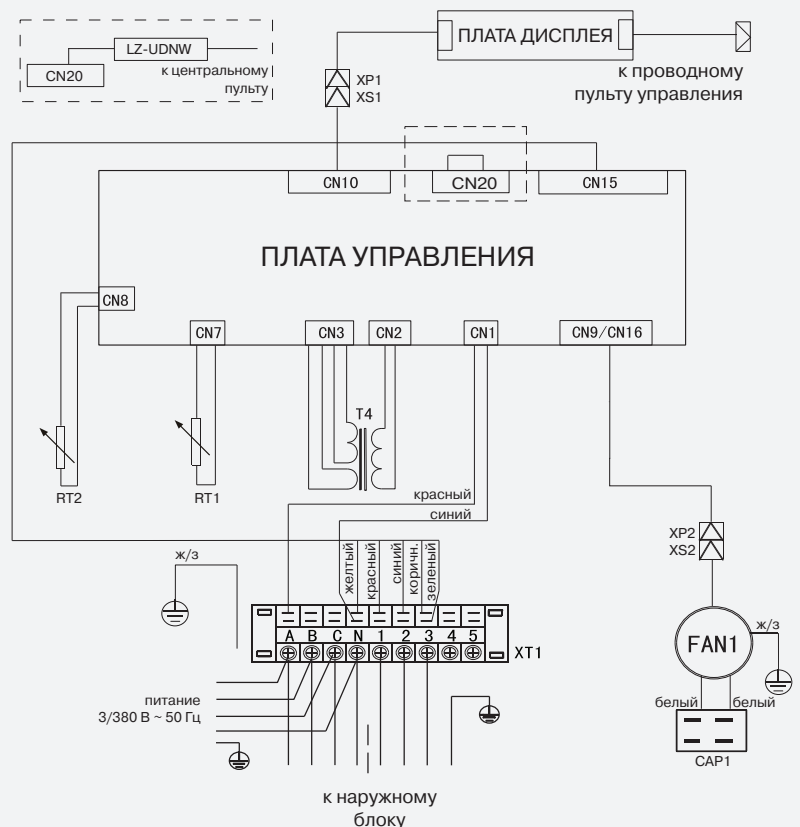 LZ-UDNW
CN20
к центральному
пульту
ПЛАТА ДИСПЛЕЯ
к проводному
пульту управления
XP1
XS1
CN10
CN20
CN15
ПЛАТА УПРАВЛЕНИЯ
CN8
CN7
CN3
CN2
CN1
CN9/CN16
T4
RT2
RT1
красный
синий
желтый
красный
синий
коричн.
зеленый
ж/з
XP2
XS2
A B C N 1 2 3 4 5
XT1
FAN1
ж/з
питание
3/380 В ~ 50 Гц
белый
белый
CAP1
к наружному
блоку